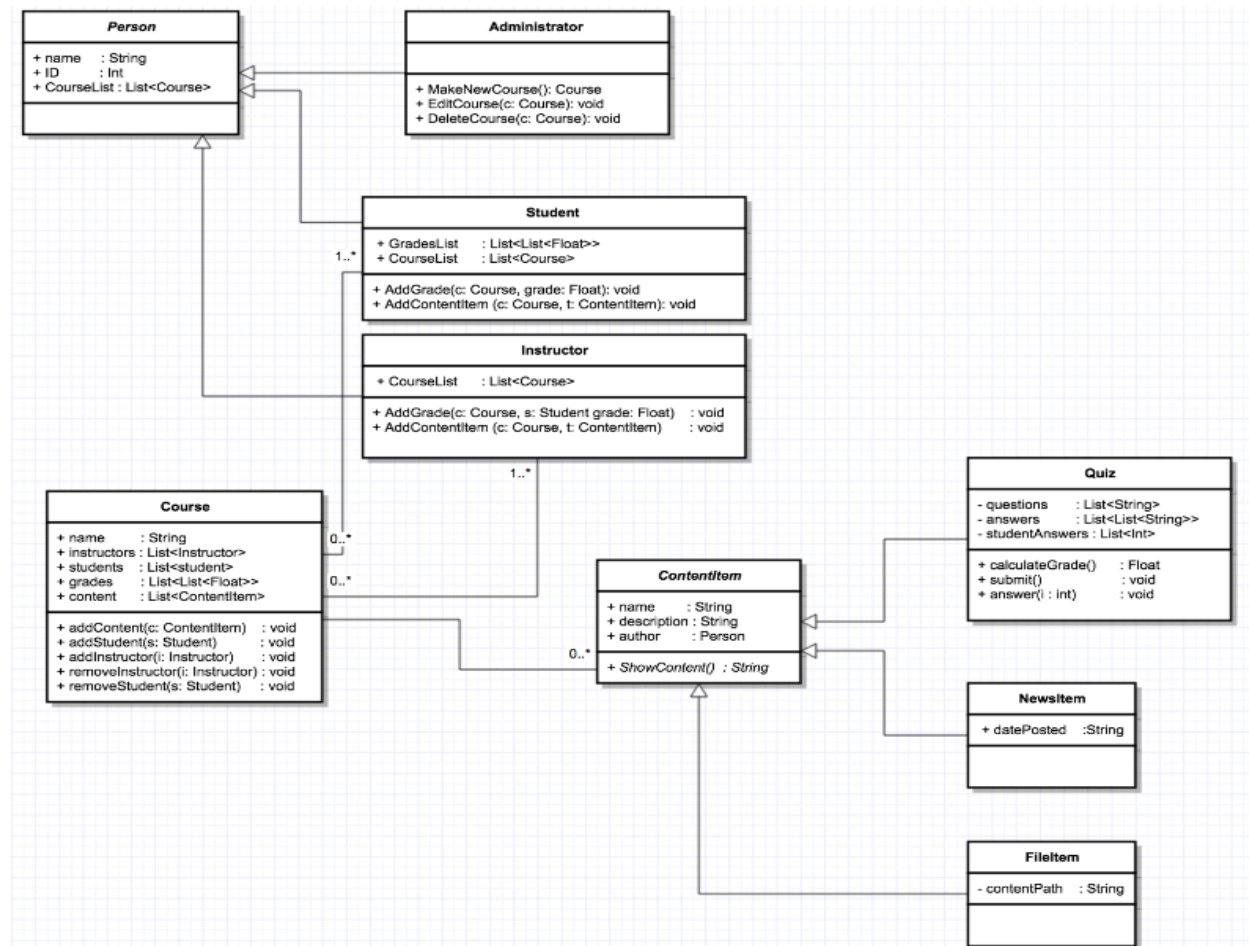 Person
+ name : String
+ ID : Int
+ CourseList : List<Course>
Administrator
+ MakeNewCourse(): Course
+ EditCourse(c: Course): void
+ DeleteCourse(c: Course): void
Student
+ GradesList : List<List<Float>>
+ CourseList : List<Course>
+ AddGrade(c: Course, grade: Float): void
+ AddContentItem (c: Course, t: ContentItem): void
1..*
Instructor
+ CourseList : List<Course>
+ AddGrade(c: Course, s: Student grade: Float) : void
+ AddContentItem (c: Course, t: ContentItem) : void
1..*
Course
+ name : String
+ instructors : List<Instructor>
+ students : List<student>
+ grades : List<List<Float>>
+ content : List<ContentItem>
+ addContent(c: ContentItem) : void
+ addStudent(s: Student) : void
+ addInstructor(i: Instructor) : void
+ removeInstructor(i: Instructor) : void
+ removeStudent(s: Student) : void
0..*
0..*
0..*
ContentItem
+ name : String
+ description : String
+ author : Person
+ ShowContent() : String
Quiz
- questions : List<String>
- answers : List<List<String>>
- studentAnswers : List<Int>
+ calculateGrade() : Float
+ submit() : void
+ answer(i : int) : void
NewsItem
+ datePosted :String
FileItem
- contentPath : String